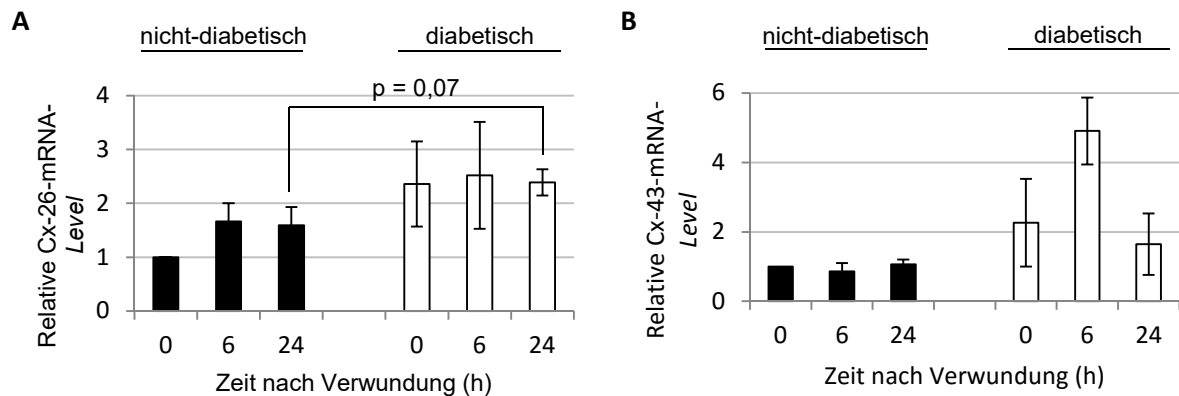 A
nicht-diabetisch diabetisch
p = 0,07
Relative Cx-26-mRNA-
Level
4
3
2
1
0
0 6 24 0 6 24
Zeit nach Verwundung (h)
B
nicht-diabetisch diabetisch
Relative Cx-43-mRNA-
Level
6
4
2
0
0 6 24 0 6 24
Zeit nach Verwundung (h)